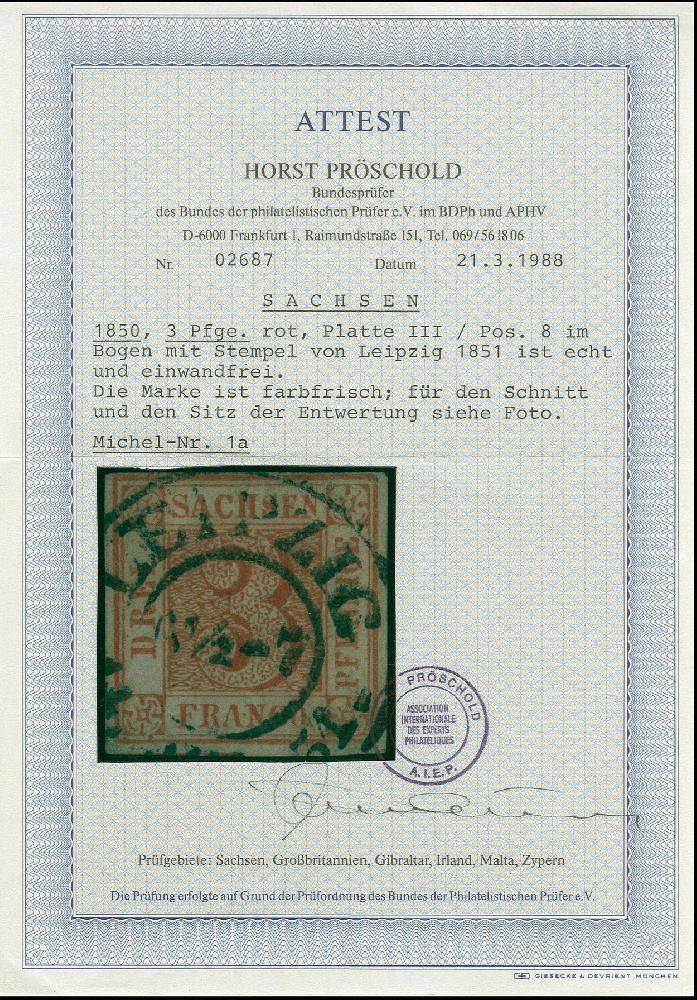 ATTEST
HORST PRÖSCHOLD
Bundesprüfer
des Bundes der philatelistischen Prüfer e.V. im BDPh und APHV
D-6000 Frankfurt 1, Raimundstraße 151, Tel. 069/561806
Nr. 02687 Datum 21.3.1988
SACHSEN
1850, 3 Pfge. rot, Platte III / Pos. 8 im
Bogen mit Stempel von Leipzig 1851 ist echt
und einwandfrei.
Die Marke ist farbfrisch; für den Schnitt
und den Sitz der Entwertung siehe Foto.
Michel-Nr. 1a
SACHSEN
LEIPZIG
3
FRANCO
PRÖSCHOLD
ASSOCIATION
INTERNATIONALE
DES EXPERTS
PHILATELIQUES
A.I.E.P.
Prüfgebiete: Sachsen, Großbritannien, Gibraltar, Irland, Malta, Zypern
Die Prüfung erfolgte auf Grund der Prüfordnung des Bundes der Philatelistischen Prüfer e.V.
GIESECKE & DEVRIENT MÜNCHEN